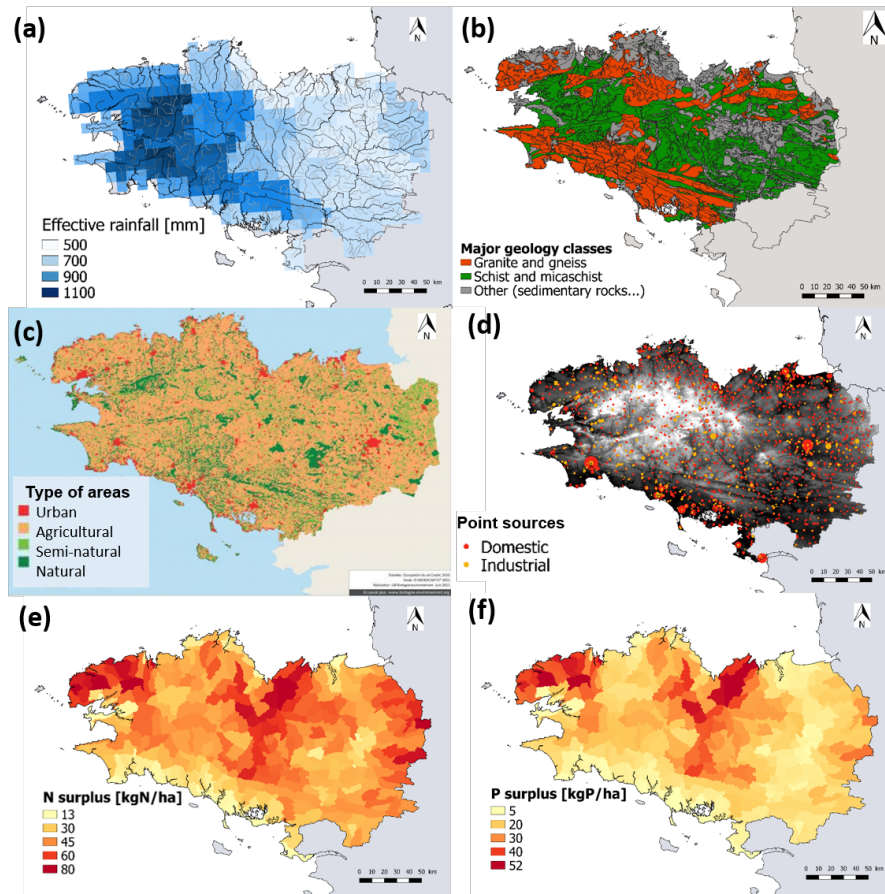 (a)
N
Effective rainfall [mm]
500
700
900
1100
0 10 20 30 40 50 km
(b)
N
Major geology classes
Granite and gneiss
Schist and micaschist
Other (sedimentary rocks...)
0 10 20 30 40 50 km
(c)
N
Type of areas
Urban
Agricultural
Semi-natural
Natural
(d)
N
Point sources
Domestic
Industrial
0 10 20 30 40 50 km
(e)
N
N surplus [kgN/ha]
13
30
45
60
80
0 10 20 30 40 50 km
(f)
N
P surplus [kgP/ha]
5
20
30
40
52
0 10 20 30 40 50 km